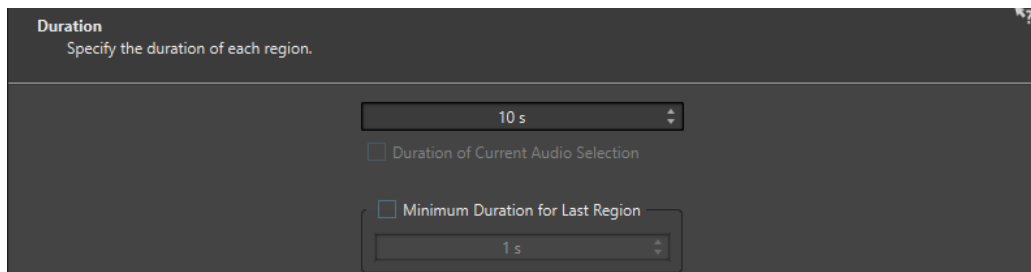 Duration
Specify the duration of each region.
10 s
Duration of Current Audio Selection
Minimum Duration for Last Region
1 s